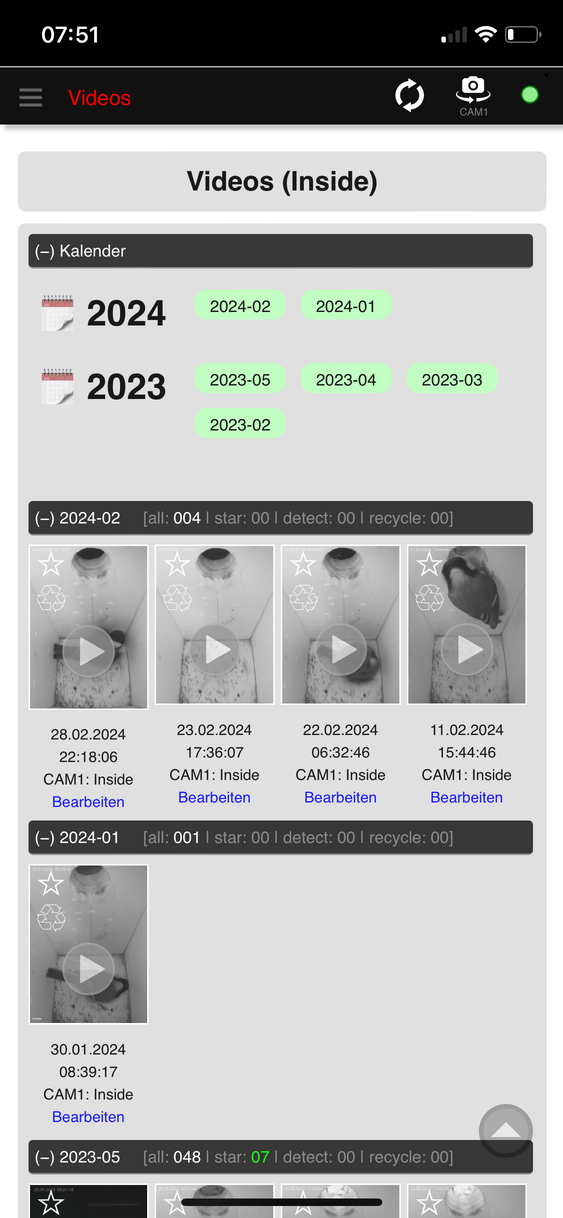 07:51
Videos
CAM1
Videos (Inside)
(−) Kalender
2024 2024-02 2024-01
2023 2023-05 2023-04 2023-03
2023-02
(−) 2024-02 [all: 004 | star: 00 | detect: 00 | recycle: 00]
28.02.2024
22:18:06
CAM1: Inside
Bearbeiten
23.02.2024
17:36:07
CAM1: Inside
Bearbeiten
22.02.2024
06:32:46
CAM1: Inside
Bearbeiten
11.02.2024
15:44:46
CAM1: Inside
Bearbeiten
(−) 2024-01 [all: 001 | star: 00 | detect: 00 | recycle: 00]
30.01.2024
08:39:17
CAM1: Inside
Bearbeiten
(−) 2023-05 [all: 048 | star: 07 | detect: 00 | recycle: 00]